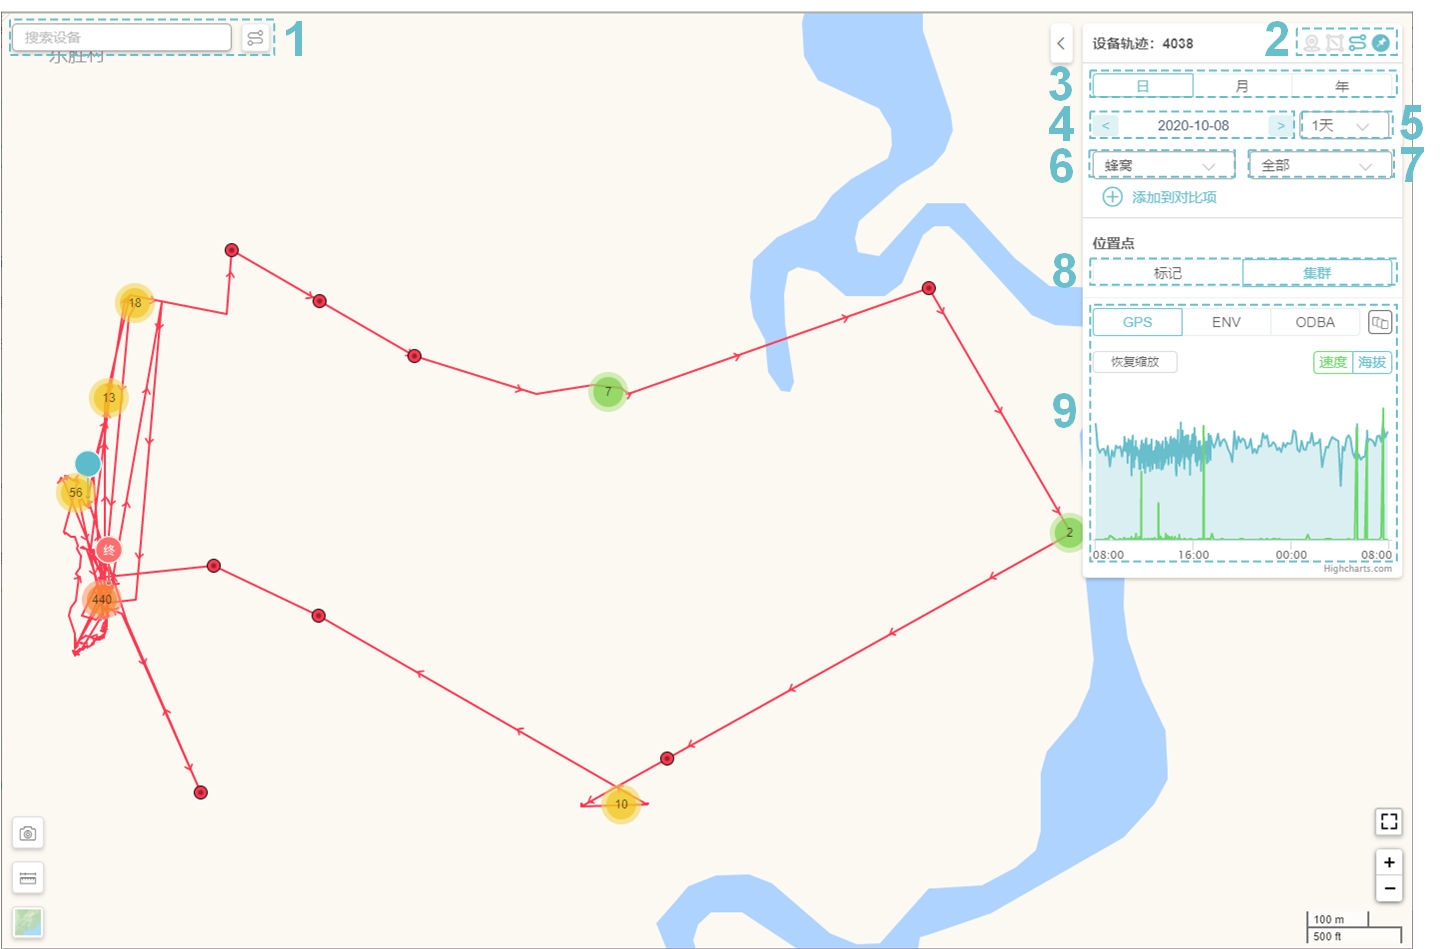 搜索设备
1
东胜村
设备轨迹：4038
2
3
日 月 年
4
< 2020-10-08 >
1天
5
6
蜂窝
全部
7
添加到对比项
位置点
8
标记 集群
GPS ENV ODBA
恢复缩放
速度 海拔
9
08:00 16:00 00:00 08:00
Highcharts.com
18
13
56
终
440
7
2
10
+
−
100 m
500 ft